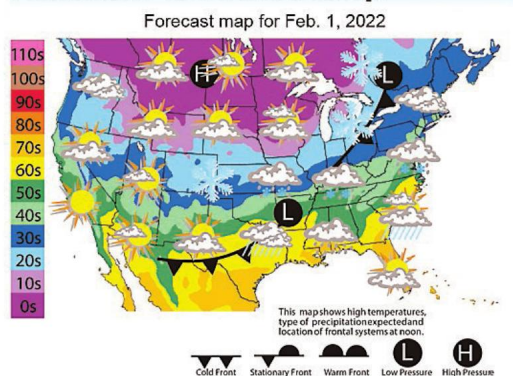 Forecast map for Feb. 1, 2022
110s
100s
90s
80s
70s
60s
50s
40s
30s
20s
10s
0s
H
L
L
This map shows high temperatures,
type of precipitation expected and
location of frontal systems at noon.
L
H
Cold Front Stationary Front Warm Front Low Pressure High Pressure